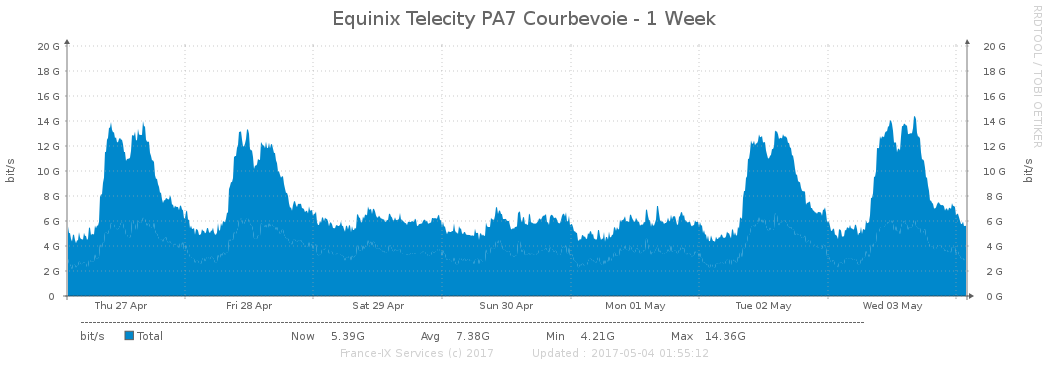 Equinix Telecity PA7 Courbevoie - 1 Week
RRDTOOL / TOBI OETIKER
20 G 20 G
18 G 18 G
16 G 16 G
14 G 14 G
12 G 12 G
10 G 10 G
8 G 8 G
6 G 6 G
4 G 4 G
2 G 2 G
0 0 G
bit/s bit/s
Thu 27 Apr Fri 28 Apr Sat 29 Apr Sun 30 Apr Mon 01 May Tue 02 May Wed 03 May
bit/s Total Now 5.39G Avg 7.38G Min 4.21G Max 14.36G
France-IX Services (c) 2017 Updated : 2017-05-04 01:55:12